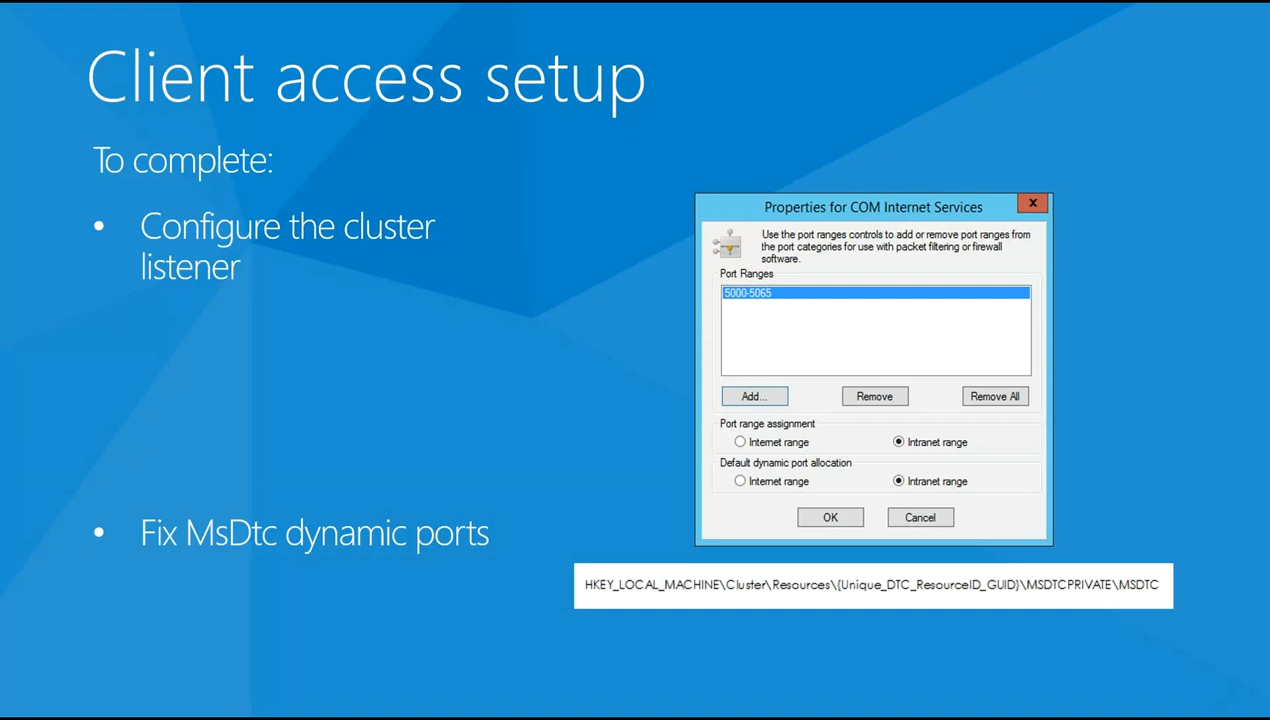 Client access setup
To complete:
• Configure the cluster
listener
• Fix MsDtc dynamic ports
Properties for COM Internet Services
x
Use the port ranges controls to add or remove port ranges from
the port categories for use with packet filtering or firewall
software.
Port Ranges
5000-5065
Add... Remove Remove All
Port range assignment
Internet range Intranet range
Default dynamic port allocation
Internet range Intranet range
OK Cancel
HKEY_LOCAL_MACHINE\Cluster\Resources\{Unique_DTC_ResourceID_GUID}\MSDTCPRIVATE\MSDTC